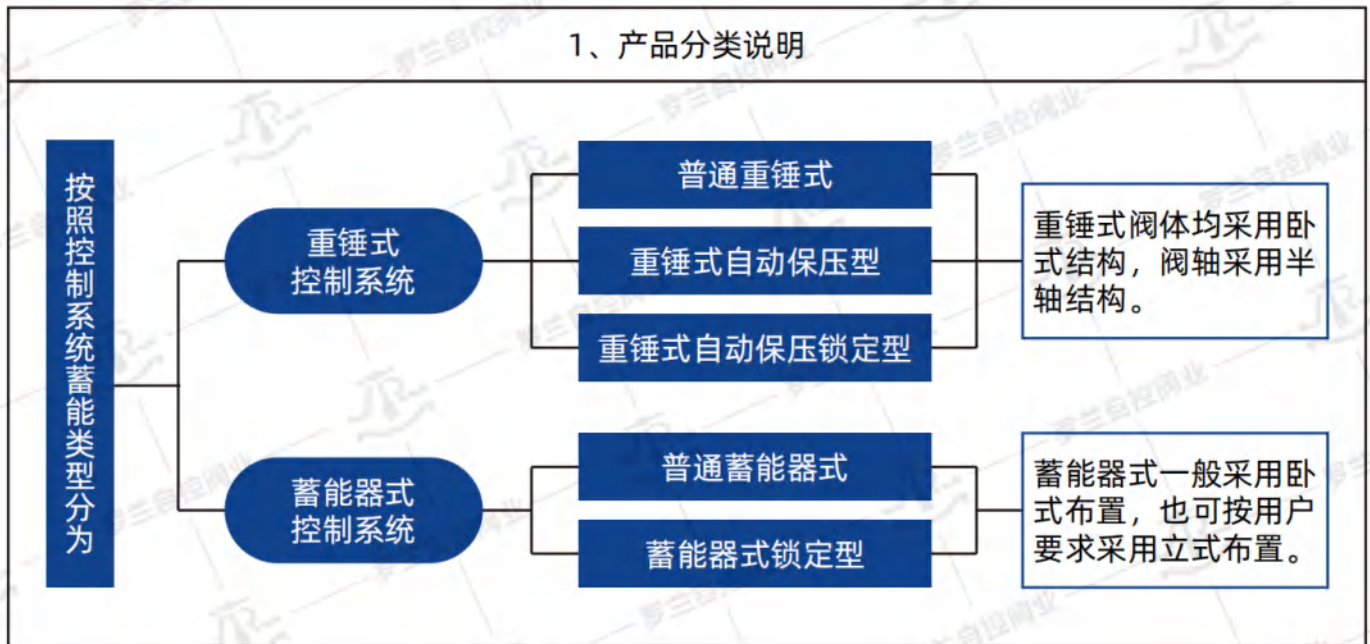 1、产品分类说明
按照控制系统蓄能类型分为
重锤式
控制系统
普通重锤式
重锤式自动保压型
重锤式自动保压锁定型
重锤式阀体均采用卧
式结构，阀轴采用半
轴结构。
蓄能器式
控制系统
普通蓄能器式
蓄能器式锁定型
蓄能器式一般采用卧
式布置，也可按用户
要求采用立式布置。
罗兰自控阀业